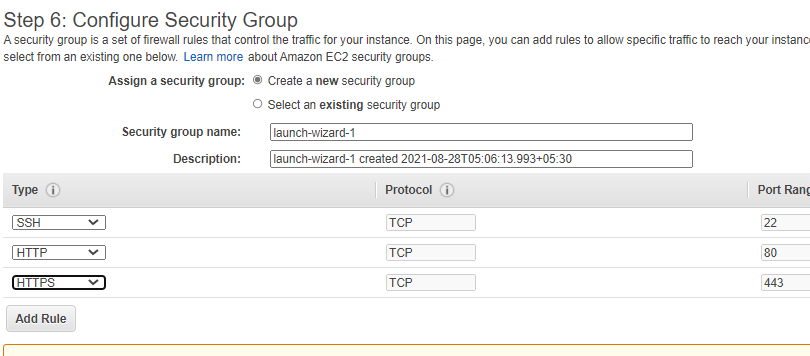 Step 6: Configure Security Group
A security group is a set of firewall rules that control the traffic for your instance. On this page, you can add rules to allow specific traffic to reach your instance
select from an existing one below. Learn more about Amazon EC2 security groups.
Assign a security group: Create a new security group
Select an existing security group
Security group name: launch-wizard-1
Description: launch-wizard-1 created 2021-08-28T05:06:13.993+05:30
Type i Protocol i Port Rang
SSH TCP 22
HTTP TCP 80
HTTPS TCP 443
Add Rule